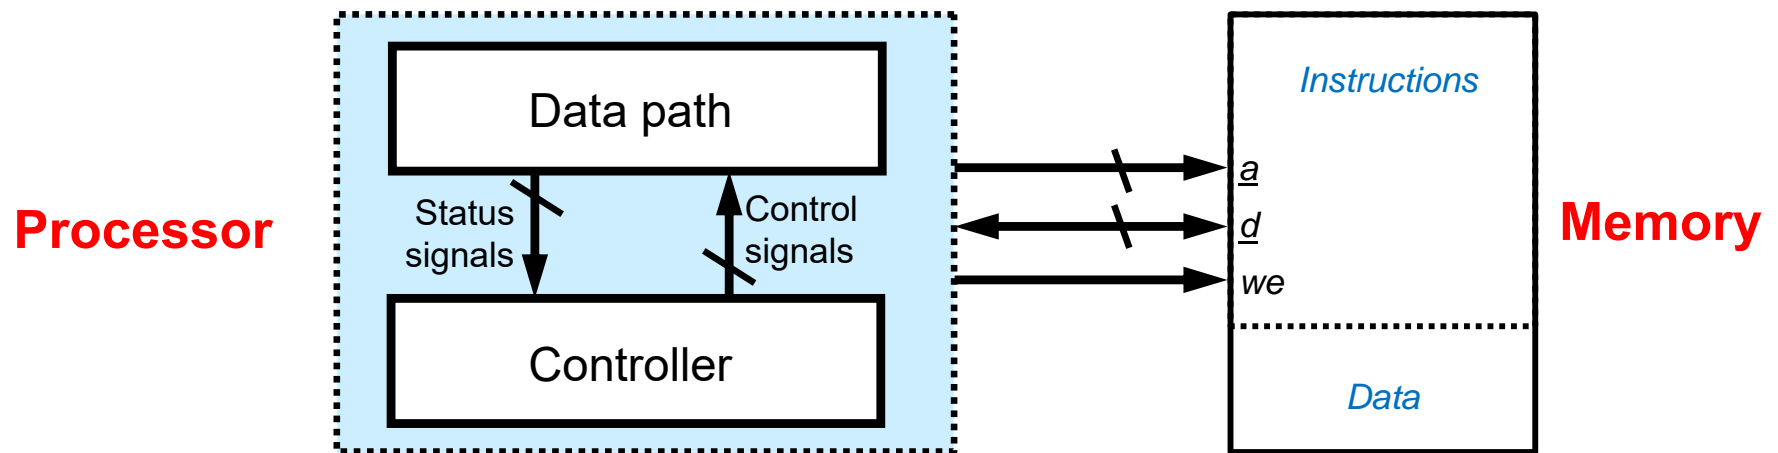 Processor
Data path
Status
signals
Control
signals
Controller
Instructions
a
d
we
Data
Memory